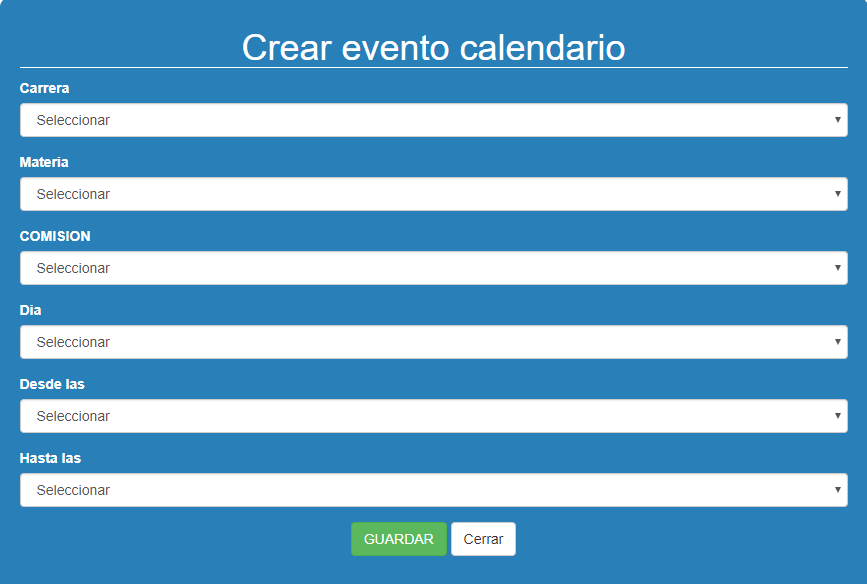 Crear evento calendario
Carrera
Seleccionar
Materia
Seleccionar
COMISION
Seleccionar
Dia
Seleccionar
Desde las
Seleccionar
Hasta las
Seleccionar
GUARDAR Cerrar